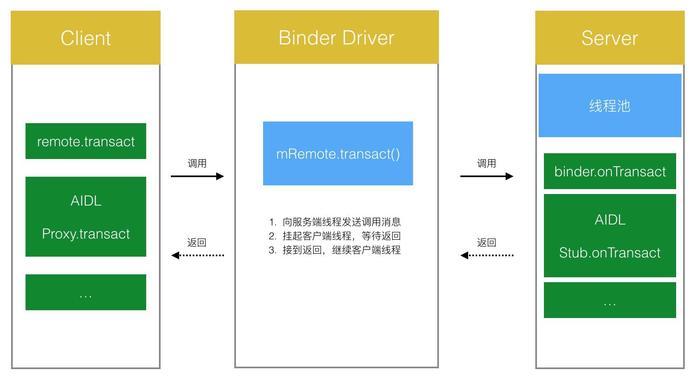 Client
remote.transact
AIDL
Proxy.transact
...
调用
返回
Binder Driver
mRemote.transact()
1. 向服务端线程发送调用消息
2. 挂起客户端线程，等待返回
3. 接到返回，继续客户端线程
调用
返回
Server
线程池
binder.onTransact
AIDL
Stub.onTransact
...